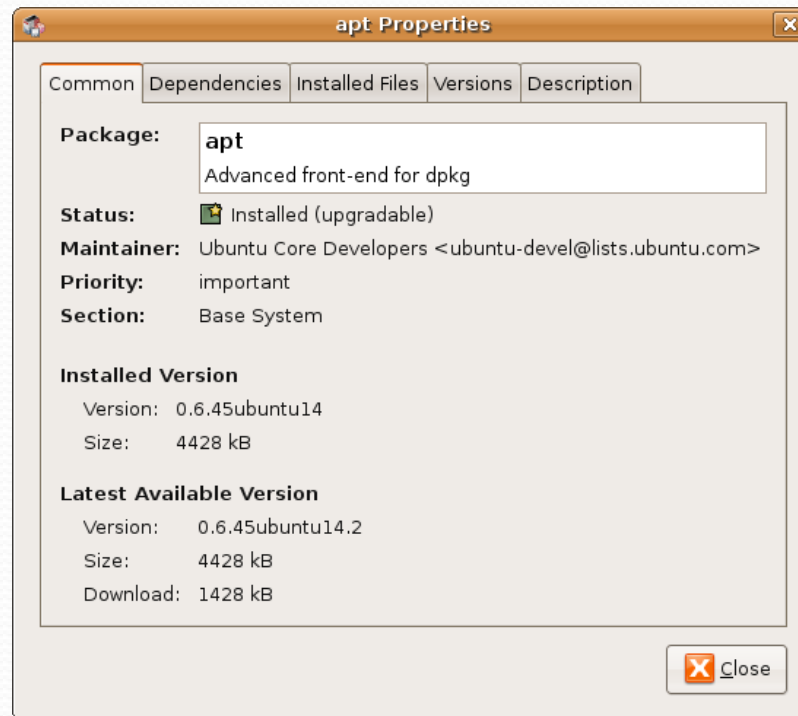 apt Properties
Common Dependencies Installed Files Versions Description
Package: apt
Advanced front-end for dpkg
Status: Installed (upgradable)
Maintainer: Ubuntu Core Developers <ubuntu-devel@lists.ubuntu.com>
Priority: important
Section: Base System
Installed Version
Version: 0.6.45ubuntu14
Size: 4428 kB
Latest Available Version
Version: 0.6.45ubuntu14.2
Size: 4428 kB
Download: 1428 kB
Close